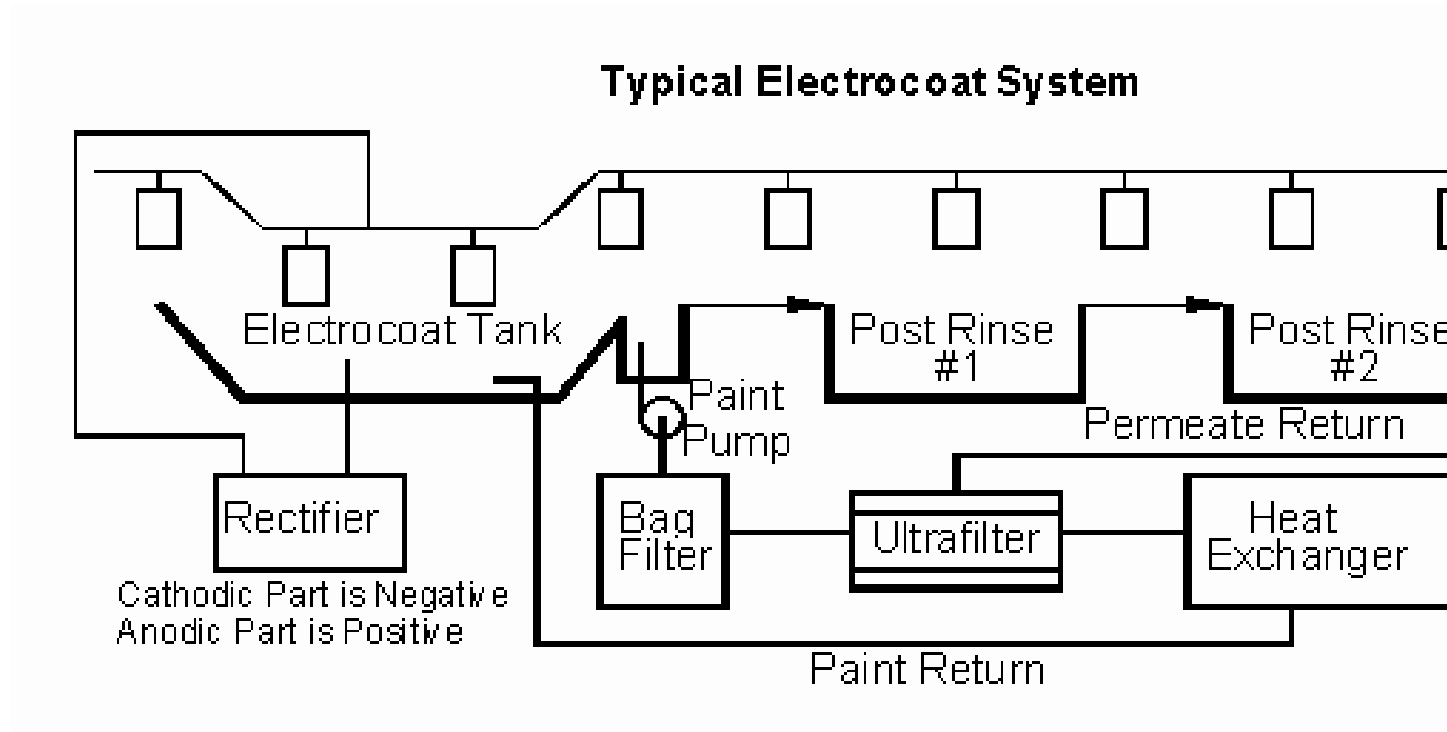 Typical Electrocoat System
Electrocoat Tank
Post Rinse
#1
Post Rinse
#2
Paint
Pump
Permeate Return
Rectifier
Bag
Filter
Ultrafilter
Heat
Exchanger
Cathodic Part is Negative
Anodic Part is Positive
Paint Return